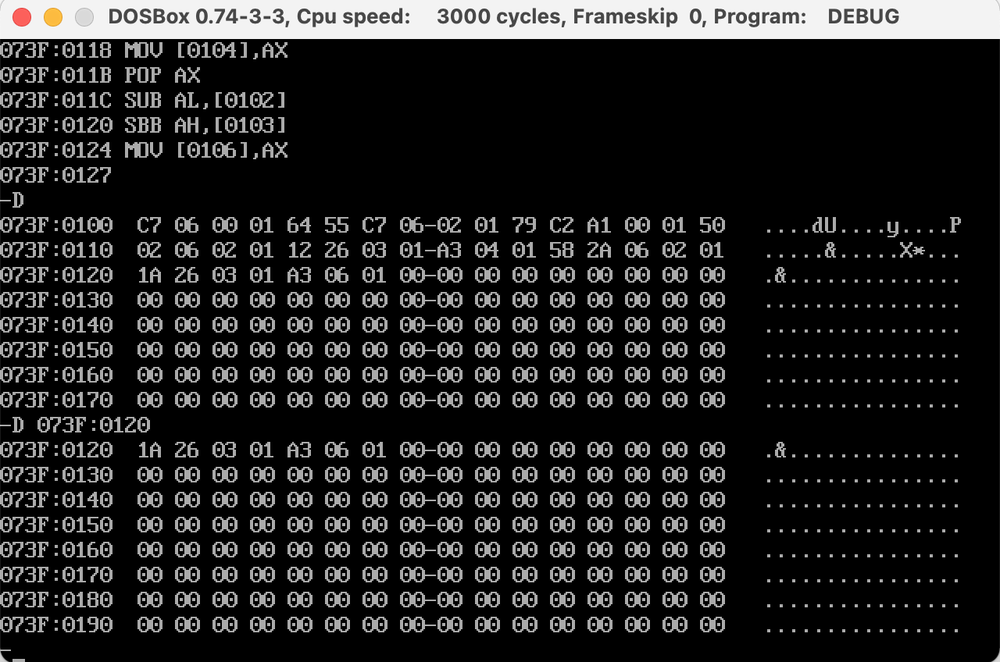 DOSBox 0.74-3-3, Cpu speed:    3000 cycles, Frameskip  0, Program:    DEBUG
073F:0118 MOV [0104],AX
073F:011B POP AX
073F:011C SUB AL,[0102]
073F:0120 SBB AH,[0103]
073F:0124 MOV [0106],AX
073F:0127
-D
073F:0100  C7 06 00 01 64 55 C7 06-02 01 79 C2 A1 00 01 50   ....dU....y....P
073F:0110  02 06 02 01 12 26 03 01-A3 04 01 58 2A 06 02 01   .....&.....X*...
073F:0120  1A 26 03 01 A3 06 01 00-00 00 00 00 00 00 00 00   .&..............
073F:0130  00 00 00 00 00 00 00 00-00 00 00 00 00 00 00 00   ................
073F:0140  00 00 00 00 00 00 00 00-00 00 00 00 00 00 00 00   ................
073F:0150  00 00 00 00 00 00 00 00-00 00 00 00 00 00 00 00   ................
073F:0160  00 00 00 00 00 00 00 00-00 00 00 00 00 00 00 00   ................
073F:0170  00 00 00 00 00 00 00 00-00 00 00 00 00 00 00 00   ................
-D 073F:0120
073F:0120  1A 26 03 01 A3 06 01 00-00 00 00 00 00 00 00 00   .&..............
073F:0130  00 00 00 00 00 00 00 00-00 00 00 00 00 00 00 00   ................
073F:0140  00 00 00 00 00 00 00 00-00 00 00 00 00 00 00 00   ................
073F:0150  00 00 00 00 00 00 00 00-00 00 00 00 00 00 00 00   ................
073F:0160  00 00 00 00 00 00 00 00-00 00 00 00 00 00 00 00   ................
073F:0170  00 00 00 00 00 00 00 00-00 00 00 00 00 00 00 00   ................
073F:0180  00 00 00 00 00 00 00 00-00 00 00 00 00 00 00 00   ................
073F:0190  00 00 00 00 00 00 00 00-00 00 00 00 00 00 00 00   ................
-